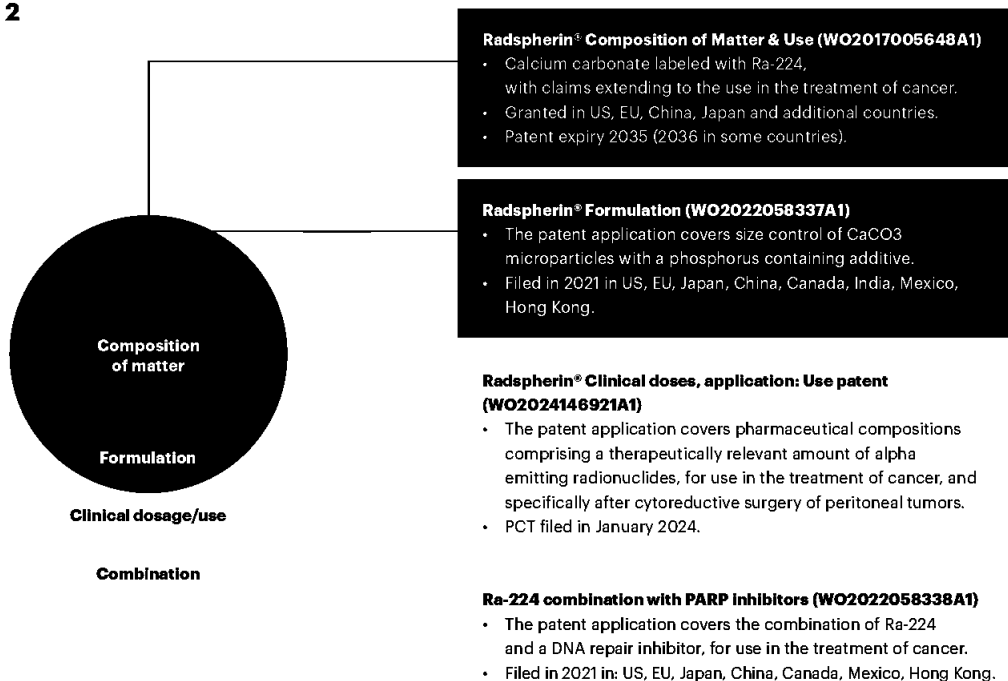 2
Radspherin® Composition of Matter & Use (WO2017005648A1)
• Calcium carbonate labeled with Ra-224,
with claims extending to the use in the treatment of cancer.
• Granted in US, EU, China, Japan and additional countries.
• Patent expiry 2035 (2036 in some countries).
Radspherin® Formulation (WO2022058337A1)
• The patent application covers size control of CaCO3
microparticles with a phosphorus containing additive.
• Filed in 2021 in US, EU, Japan, China, Canada, India, Mexico,
Hong Kong.
Composition
of matter
Formulation
Clinical dosage/use
Combination
Radspherin® Clinical doses, application: Use patent
(WO2024146921A1)
• The patent application covers pharmaceutical compositions
comprising a therapeutically relevant amount of alpha
emitting radionuclides, for use in the treatment of cancer, and
specifically after cytoreductive surgery of peritoneal tumors.
• PCT filed in January 2024.
Ra-224 combination with PARP inhibitors (WO2022058338A1)
• The patent application covers the combination of Ra-224
and a DNA repair inhibitor, for use in the treatment of cancer.
• Filed in 2021 in: US, EU, Japan, China, Canada, Mexico, Hong Kong.